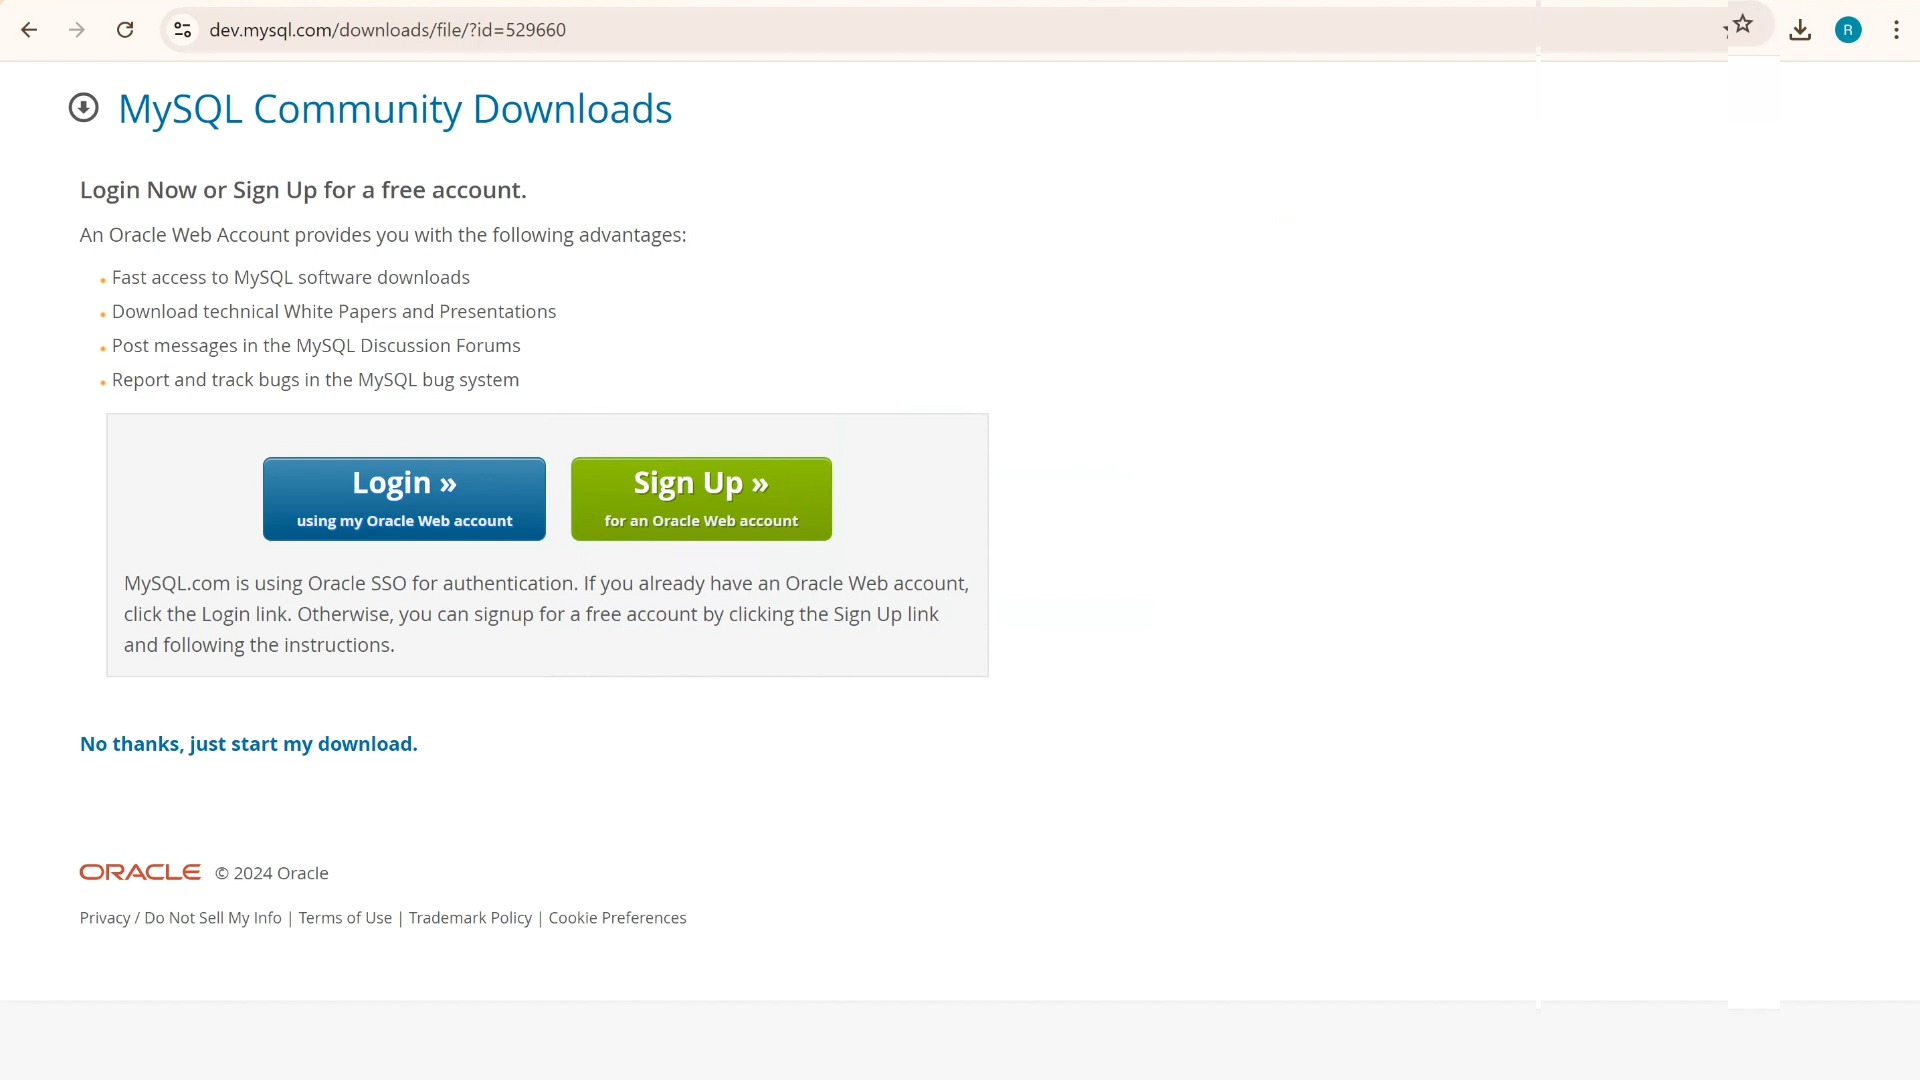 dev.mysql.com/downloads/file/?id=529660
R
MySQL Community Downloads
Login Now or Sign Up for a free account.
An Oracle Web Account provides you with the following advantages:
Fast access to MySQL software downloads
Download technical White Papers and Presentations
Post messages in the MySQL Discussion Forums
Report and track bugs in the MySQL bug system
Login »
using my Oracle Web account
Sign Up »
for an Oracle Web account
MySQL.com is using Oracle SSO for authentication. If you already have an Oracle Web account,
click the Login link. Otherwise, you can signup for a free account by clicking the Sign Up link
and following the instructions.
No thanks, just start my download.
ORACLE © 2024 Oracle
Privacy / Do Not Sell My Info | Terms of Use | Trademark Policy | Cookie Preferences